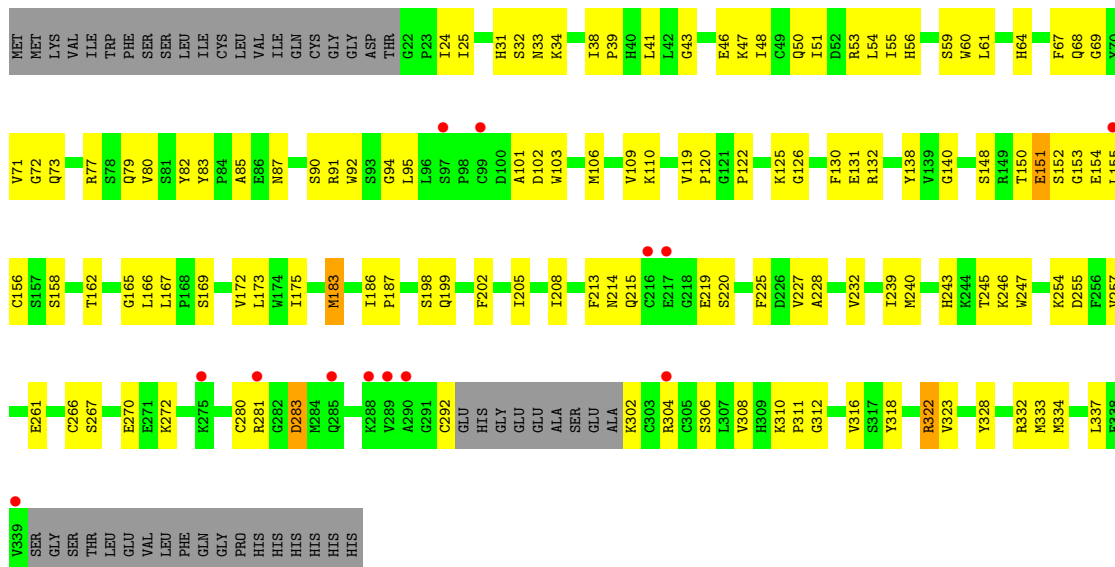 MET MET LYS VAL ILE TRP PHE SER SER LEU ILE CYS LEU VAL ILE GLN CYS GLY GLY ASP THR G22 P23 I24 I25 H31 S32 N33 K34 I38 P39 H40 L41 L42 G43 E46 K47 I48 C49 Q50 I51 D52 R53 L54 I55 H56 S59 W60 L61 H64 F67 Q68 G69 Y70
V71 G72 Q73 R77 S78 Q79 V80 S81 Y82 Y83 P84 A85 E86 N87 S90 R91 W92 S93 G94 L95 L96 S97 P98 C99 D100 A101 D102 W103 M106 V109 K110 V119 P120 G121 P122 K125 G126 F130 E131 R132 Y138 V139 G140 S148 R149 T150 E151 S152 G153 E154 L155
C156 S157 S158 T162 G165 L166 L167 P168 S169 V172 L173 W174 I175 M183 I186 P187 S198 Q199 F202 I205 I208 F213 N214 Q215 C216 E217 G218 E219 S220 F225 D226 V227 A228 V232 I239 M240 H243 K244 T245 K246 W247 K254 D255 F256 V257
E261 C266 S267 E270 E271 K272 K275 C280 R281 G282 D283 M284 Q285 K288 V289 A290 G291 C292 GLU HIS GLY GLU GLU ALA SER GLU ALA K302 C303 R304 C305 S306 L307 V308 H309 K310 P311 G312 V316 S317 Y318 R322 V323 Y328 R332 M333 M334 L337 E338
V339 SER GLY SER THR LEU GLU VAL LEU PHE GLN GLY PRO HIS HIS HIS HIS HIS HIS